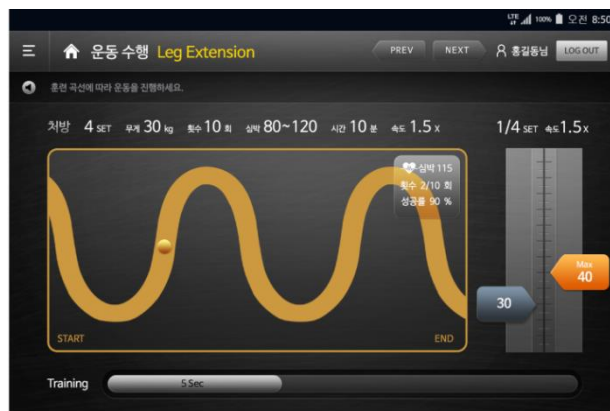 LTE 100% 오전 8:50
운동 수행 Leg Extension PREV NEXT 홍길동님 LOG OUT
훈련 곡선에 따라 운동을 진행하세요.
처방 4 SET 무게 30 kg 횟수 10 회 심박 80~120 시간 10 분 속도 1.5 X 1/4 SET 속도 1.5X
심박 115
횟수 2/10 회
성공률 90 %
Max
40
30
START END
Training 5 Sec